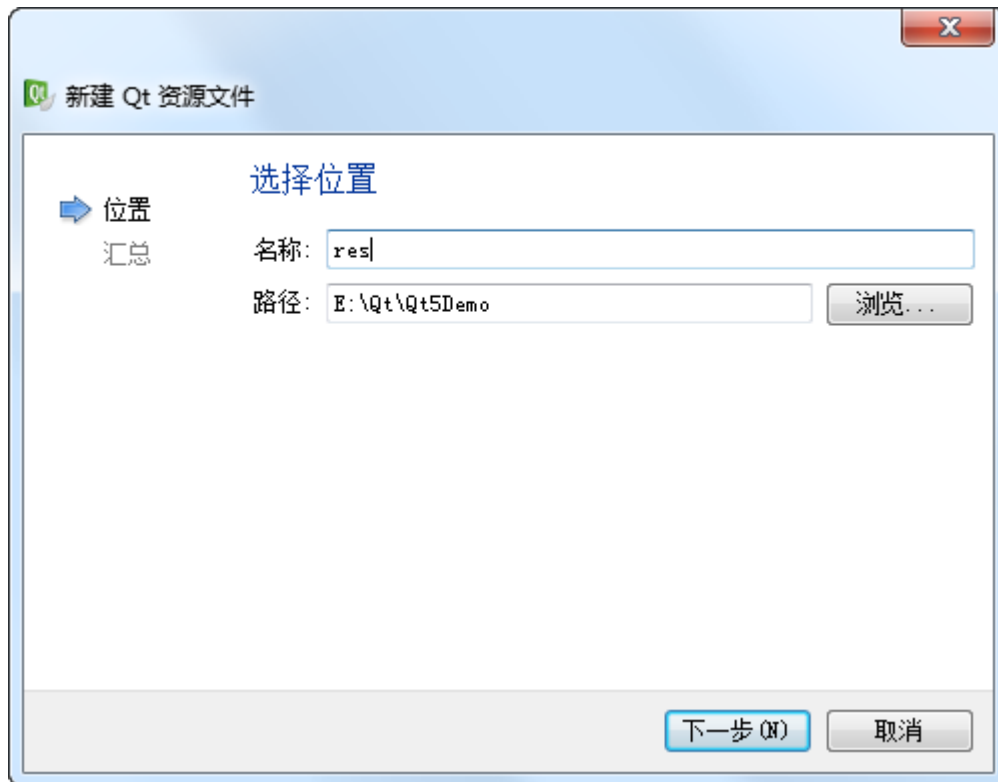 新建 Qt 资源文件
位置
汇总
选择位置
名称: res
路径: E:\Qt\Qt5Demo 浏览...
下一步(N) 取消